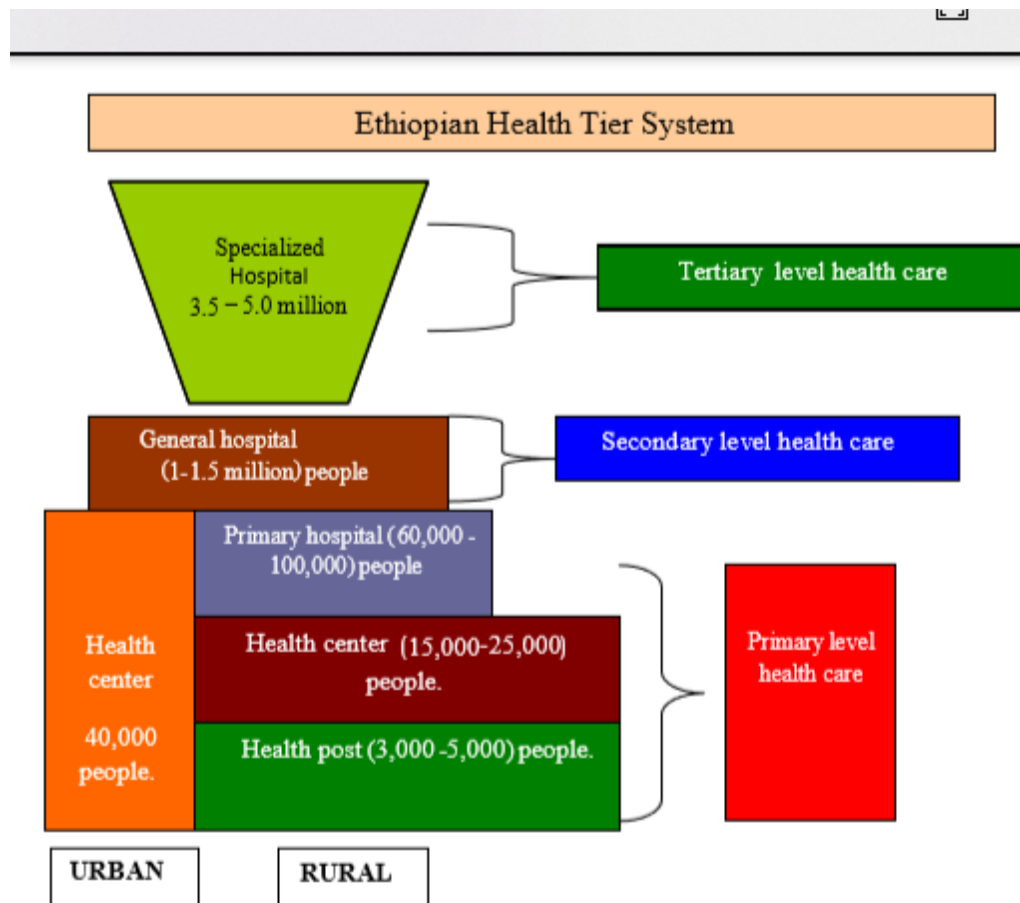 Ethiopian Health Tier System
Specialized
Hospital
3.5 – 5.0 million
Tertiary level health care
General hospital
(1-1.5 million) people
Secondary level health care
Primary hospital (60,000 -
100,000) people
Health center (15,000-25,000)
people.
Health post (3,000 -5,000) people.
Health
center
40,000
people.
Primary level
health care
URBAN
RURAL